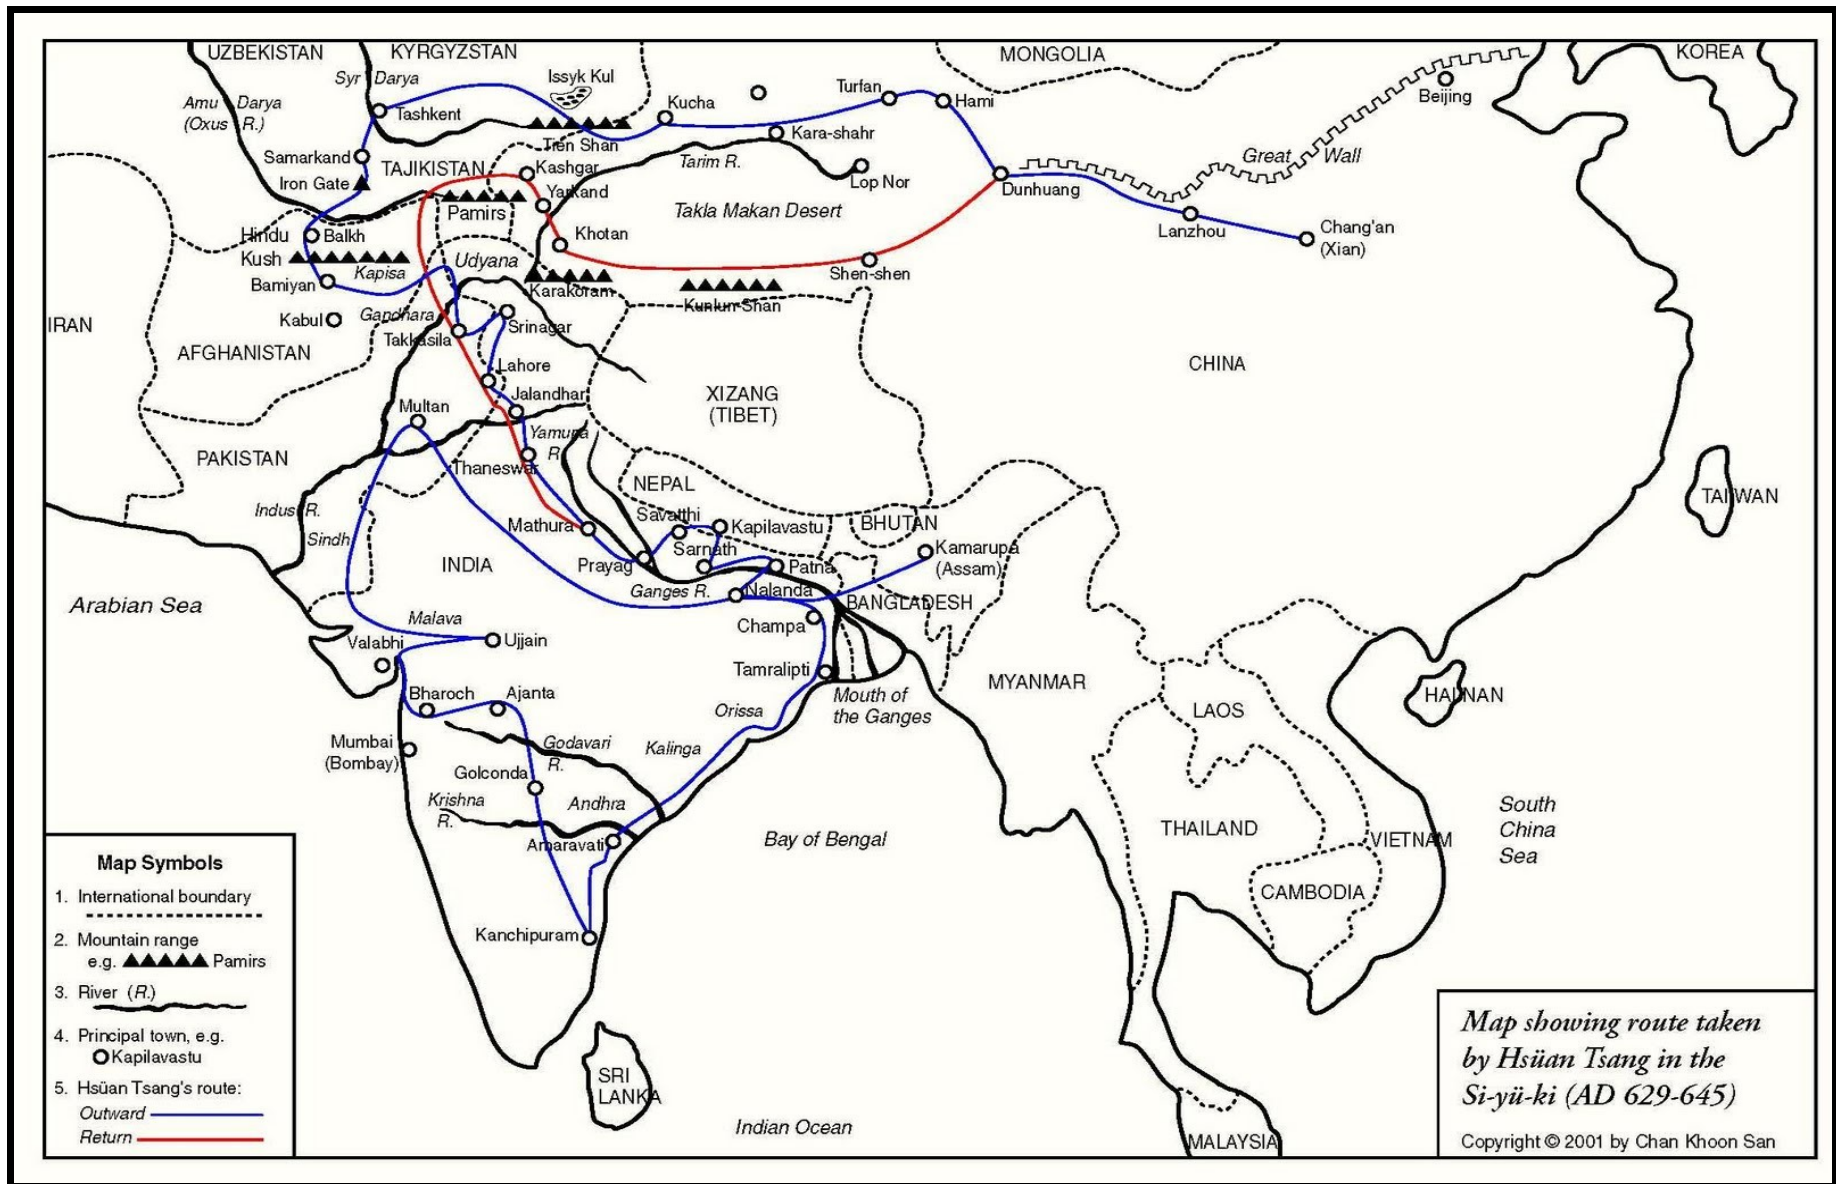 UZBEKISTAN
KYRGYZSTAN
MONGOLIA
KOREA
Syr Darya
Issyk Kul
Amu Darya
(Oxus R.)
Tashkent
Kucha
Turfan
Hami
Beijing
Tien Shan
Kara-shahr
Samarkand
TAJIKISTAN
Kashgar
Tarim R.
Great Wall
Iron Gate
Lop Nor
Dunhuang
Yarkand
Pamirs
Takla Makan Desert
Khotan
Lanzhou
Chang'an
(Xian)
Hindu
Kush
Balkh
Kapisa
Udyana
Shen-shen
Bamiyan
Karakoram
Kunlun Shan
Kabul
Gandhara
Srinagar
IRAN
Takkasila
AFGHANISTAN
CHINA
Lahore
Jalandhar
XIZANG
(TIBET)
Multan
Yamuna
R.
PAKISTAN
Thaneswar
NEPAL
Indus R.
Savatthi
Mathura
Kapilavastu
BHUTAN
TAIWAN
Sindh
Sarnath
Kamarupa
(Assam)
INDIA
Prayag
Patna
Ganges R.
Nalanda
BANGLADESH
Arabian Sea
Malava
Champa
Valabhi
Ujjain
Tamralipti
MYANMAR
Bharoch
Ajanta
Mouth of
the Ganges
HAINAN
LAOS
Orissa
Mumbai
(Bombay)
Godavari
R.
Kalinga
Golconda
Krishna
R.
Andhra
South
China
Sea
Amaravati
Bay of Bengal
THAILAND
VIETNAM
CAMBODIA
Kanchipuram
SRI
LANKA
Indian Ocean
MALAYSIA
Map Symbols
1. International boundary
2. Mountain range
e.g. Pamirs
3. River (R.)
4. Principal town, e.g.
Kapilavastu
5. Hsüan Tsang's route:
Outward
Return
Map showing route taken
by Hsüan Tsang in the
Si-yü-ki (AD 629-645)
Copyright © 2001 by Chan Khoon San